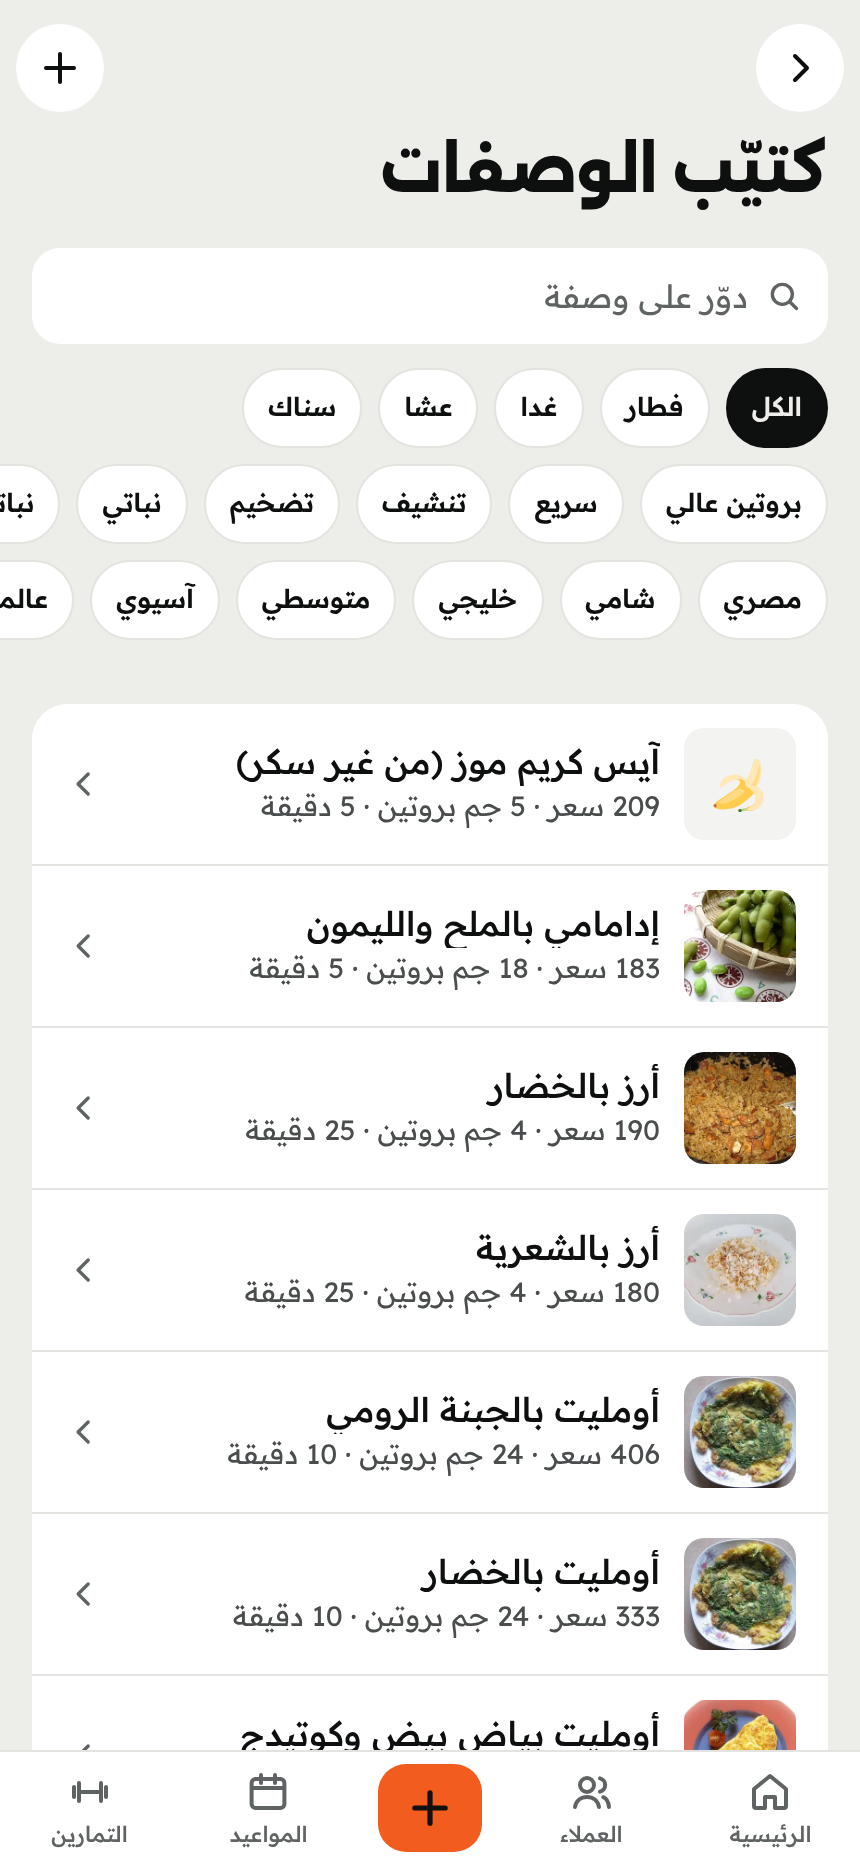 كتيّب الوصفات
دوّر على وصفة
الكل فطار غدا عشا سناك
بروتين عالي سريع تنشيف تضخيم نباتي
مصري شامي خليجي متوسطي آسيوي
آيس كريم موز (من غير سكر)
209 سعر · 5 جم بروتين · 5 دقيقة
إدامامي بالملح والليمون
183 سعر · 18 جم بروتين · 5 دقيقة
أرز بالخضار
190 سعر · 4 جم بروتين · 25 دقيقة
أرز بالشعرية
180 سعر · 4 جم بروتين · 25 دقيقة
أومليت بالجبنة الرومي
406 سعر · 24 جم بروتين · 10 دقيقة
أومليت بالخضار
333 سعر · 24 جم بروتين · 10 دقيقة
أومليت بياض بيض وكوتيدج
الرئيسية العملاء المواعيد التمارين